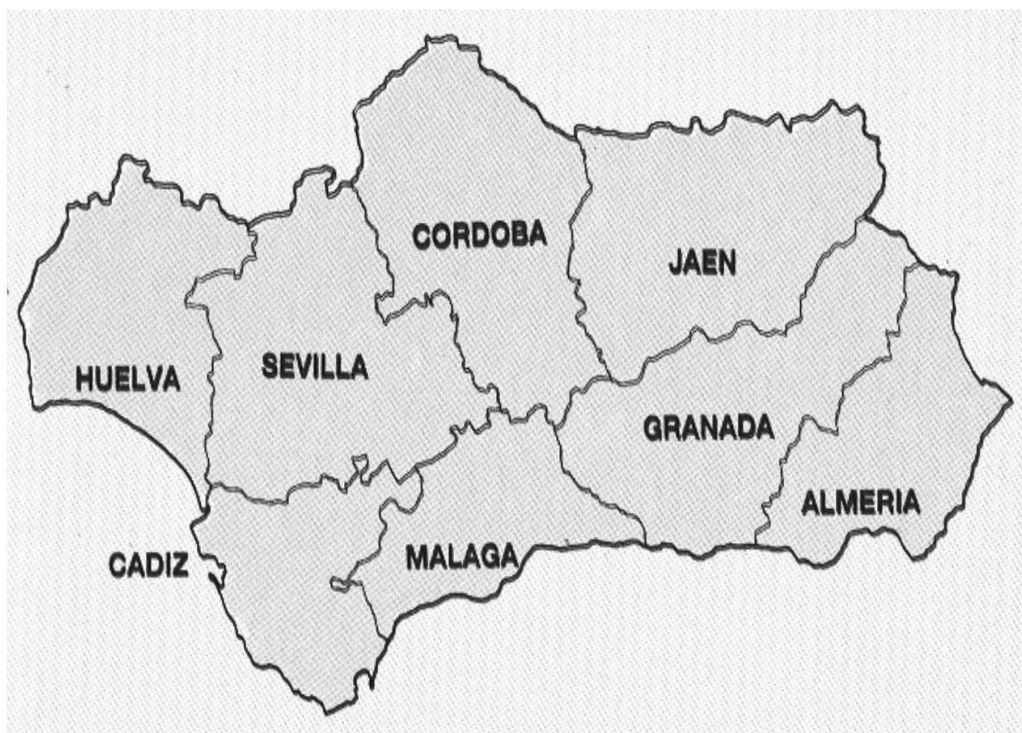 CORDOBA
JAEN
SEVILLA
HUELVA
GRANADA
ALMERIA
CADIZ
MALAGA